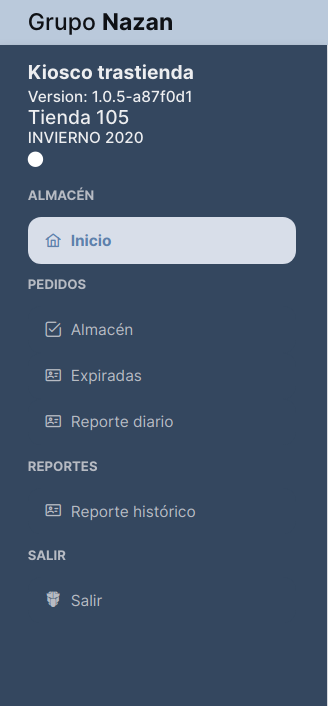 Grupo Nazan
Kiosco trastienda
Version: 1.0.5-a87f0d1
Tienda 105
INVIERNO 2020
ALMACÉN
Inicio
PEDIDOS
Almacén
Expiradas
Reporte diario
REPORTES
Reporte histórico
SALIR
Salir